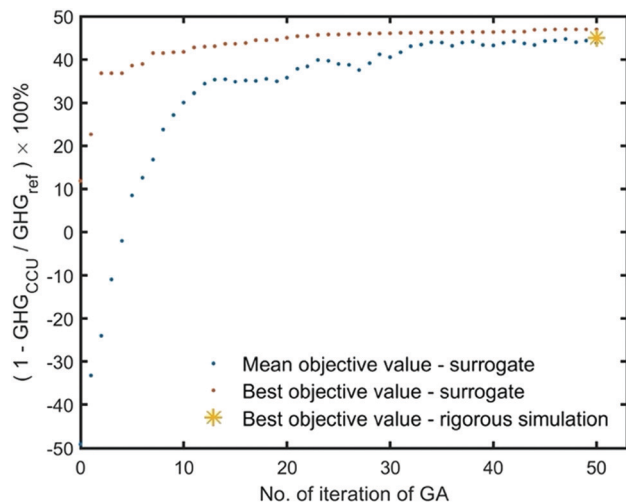 50
40
30
20
10
0
-10
-20
-30
-40
-50
( 1 - GHG_CCU / GHG_ref ) × 100%
Mean objective value - surrogate
Best objective value - surrogate
Best objective value - rigorous simulation
0 10 20 30 40 50
No. of iteration of GA